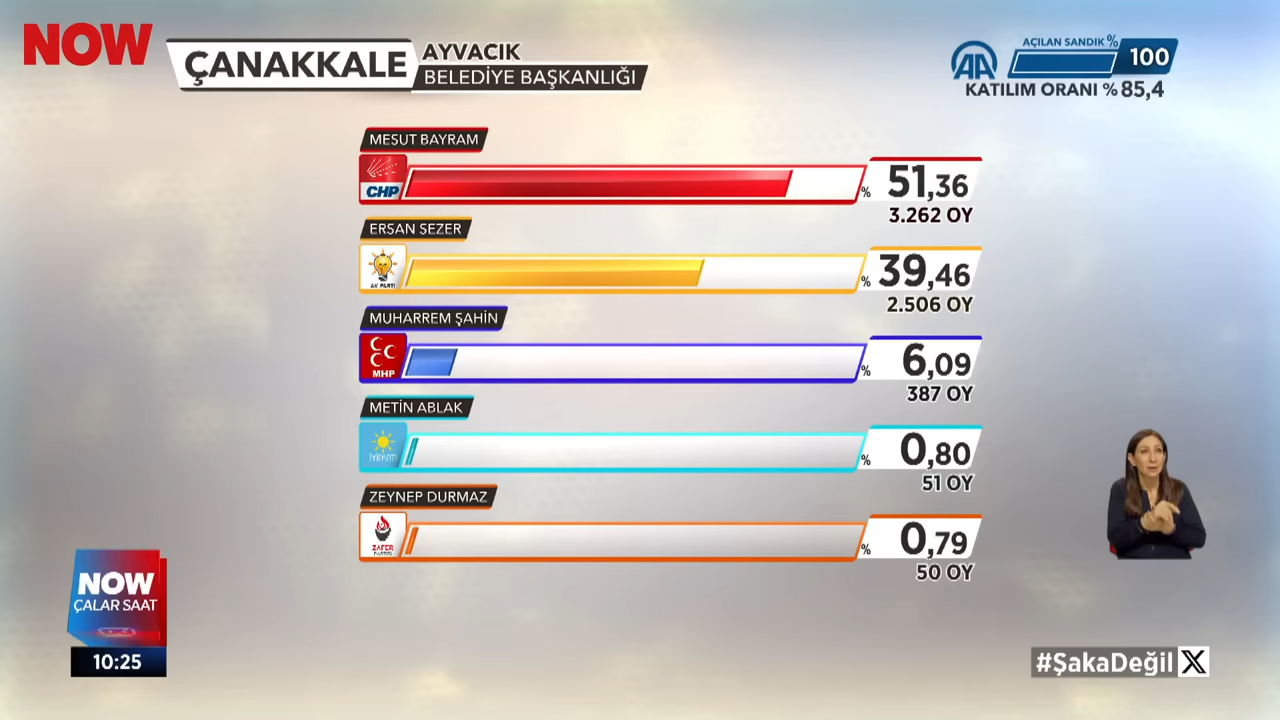 NOW
ÇANAKKALE
AYVACIK
BELEDİYE BAŞKANLIĞI
AA
AÇILAN SANDIK %
100
KATILIM ORANI % 85,4
MESUT BAYRAM
CHP
% 51,36
3.262 OY
ERSAN SEZER
AK PARTİ
% 39,46
2.506 OY
MUHARREM ŞAHİN
MHP
% 6,09
387 OY
METİN ABLAK
İYİ PARTİ
% 0,80
51 OY
ZEYNEP DURMAZ
ZAFER
PARTİSİ
% 0,79
50 OY
NOW
ÇALAR SAAT
10:25
#ŞakaDeğil X